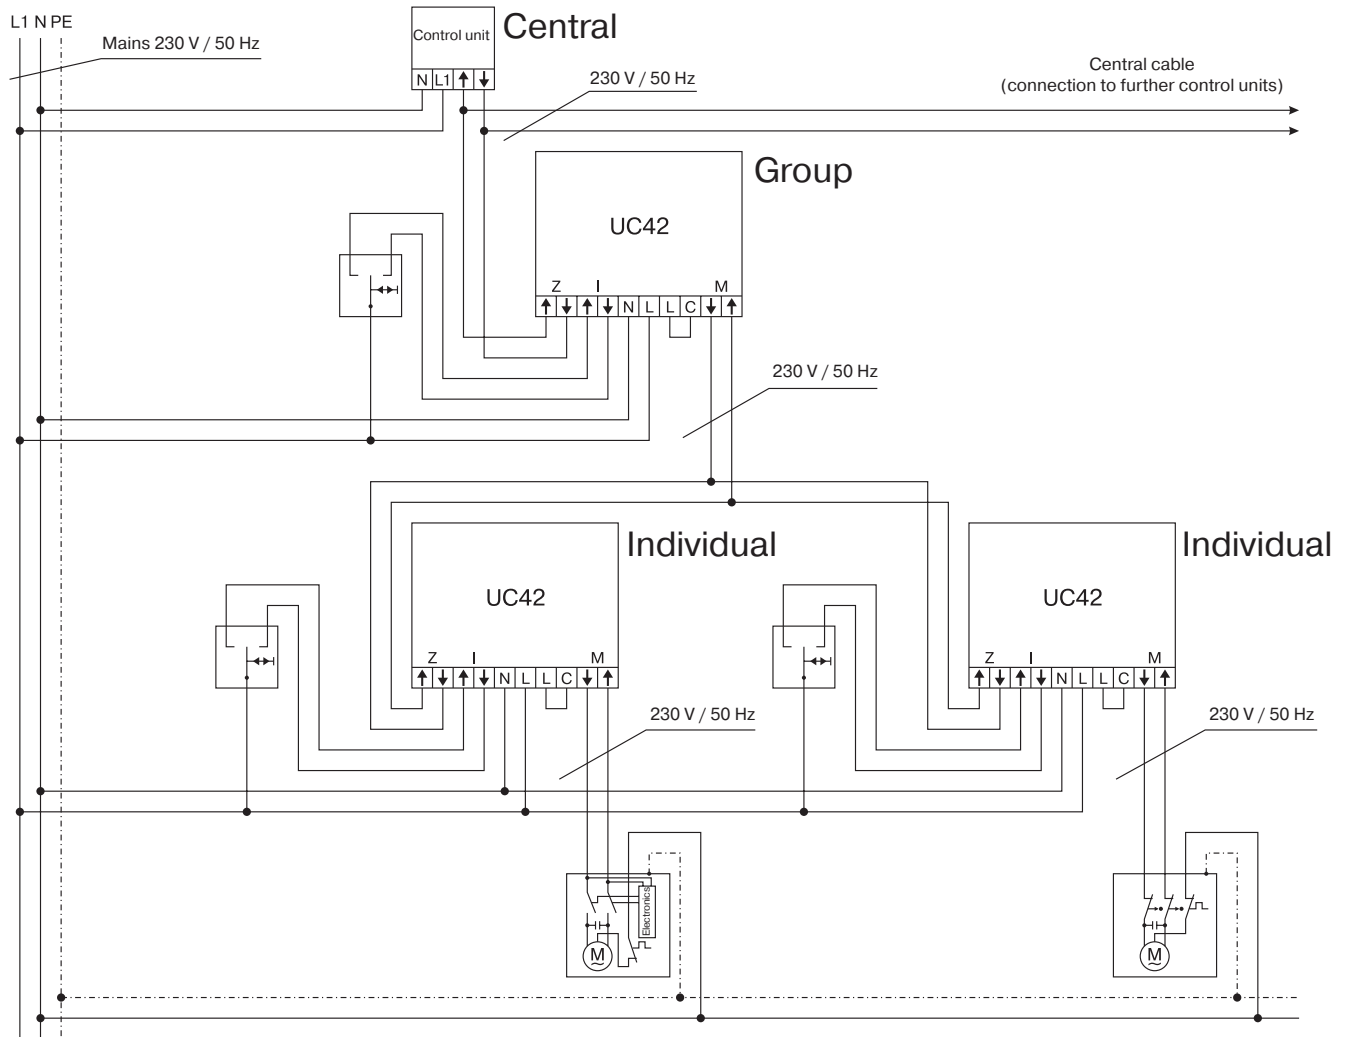 L1 N PE
Mains 230 V / 50 Hz
Control unit
Central
N L1 ↑ ↓
230 V / 50 Hz
Central cable
(connection to further control units)
Group
UC42
Z I M
↑ ↓ ↑ ↓ N L L C ↓ ↑
230 V / 50 Hz
Individual
UC42
Z I M
↑ ↓ ↑ ↓ N L L C ↓ ↑
230 V / 50 Hz
Electronics
M
Individual
UC42
Z I M
↑ ↓ ↑ ↓ N L L C ↓ ↑
230 V / 50 Hz
M